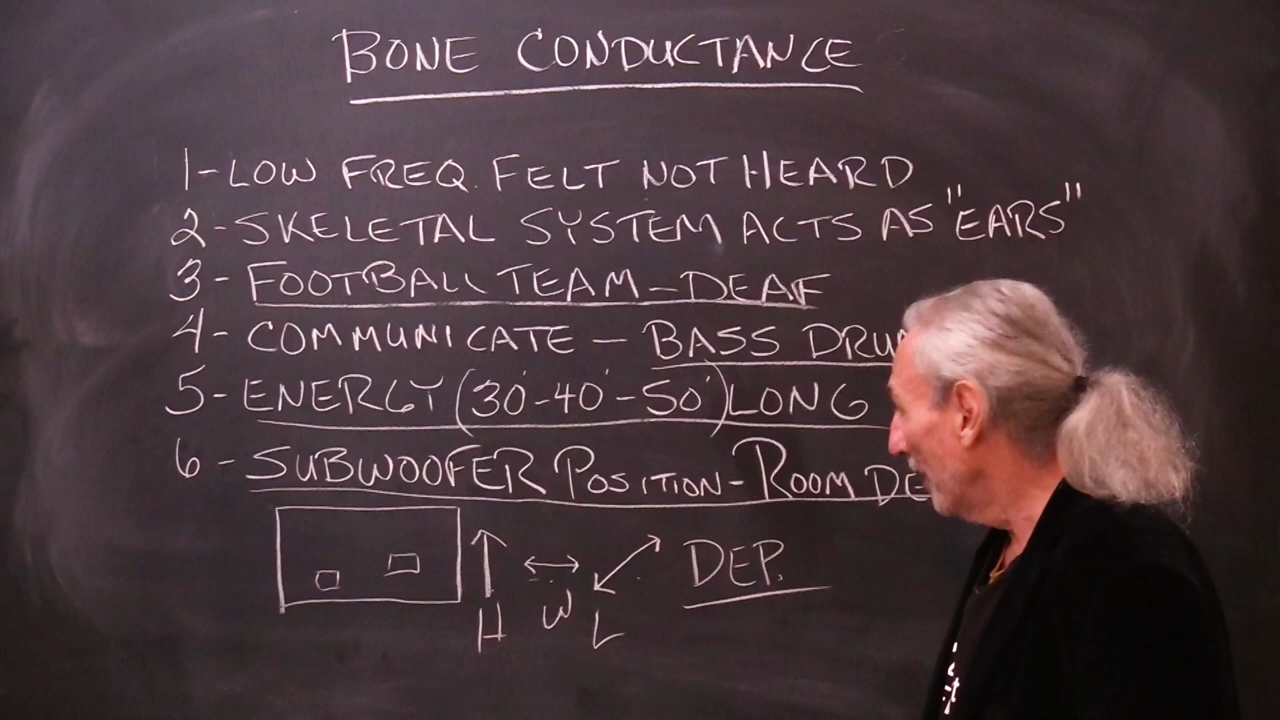 BONE CONDUCTANCE
1-LOW FREQ. FELT NOT HEARD
2-SKELETAL SYSTEM ACTS AS "EARS"
3- FOOTBALL TEAM-DEAF
4- COMMUNICATE - BASS DRU
5- ENERGY (30'-40'-50') LONG
6-SUBWOOFER POSITION-ROOM DE
H W L DEP.